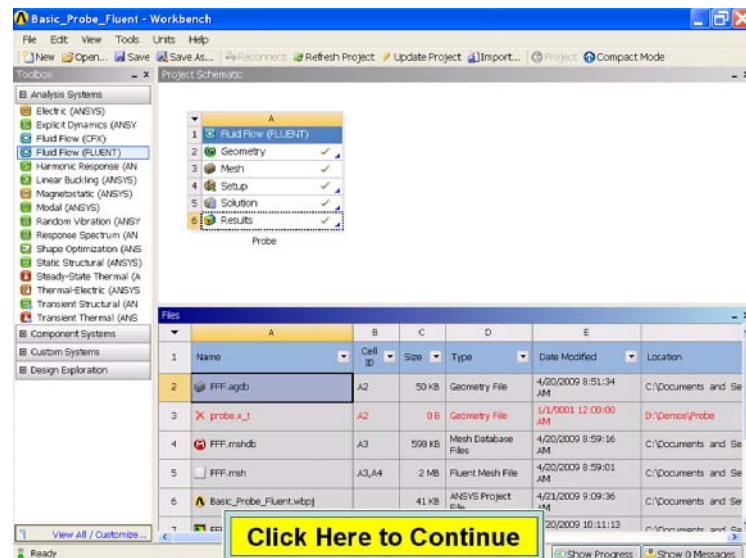 Basic_Probe_Fluent - Workbench
File Edit View Tools Units Help
New Open... Save Save As... Reconnect Refresh Project Update Project Import... Project Compact Mode
Toolbox
Project Schematic
Analysis Systems
Electric (ANSYS)
Explicit Dynamics (ANSY
Fluid Flow (CFX)
Fluid Flow (FLUENT)
Harmonic Response (AN
Linear Buckling (ANSYS)
Magnetostatic (ANSYS)
Modal (ANSYS)
Random Vibration (ANSY
Response Spectrum (AN
Shape Optimization (ANS
Static Structural (ANSYS)
Steady-State Thermal (A
Thermal-Electric (ANSYS
Transient Structural (AN
Transient Thermal (ANS
Component Systems
Custom Systems
Design Exploration
View All / Customize...
A
1 Fluid Flow (FLUENT)
2 Geometry
3 Mesh
4 Setup
5 Solution
6 Results
Probe
Files
A B C D E
1 Name Cell ID Size Type Date Modified Location
2 FFF.agdb A2 50 KB Geometry File 4/20/2009 8:51:34 AM C:\Documents and Se
3 probe.x_t A2 0 B Geometry File 1/1/0001 12:00:00 AM D:\Demos\Probe
4 FFF.mshdb A3 598 KB Mesh Database Files 4/20/2009 8:59:16 AM C:\Documents and Se
5 FFF.msh A3,A4 2 MB Fluent Mesh File 4/20/2009 8:59:01 AM C:\Documents and Se
6 Basic_Probe_Fluent.wbpj 41 KB ANSYS Project File 4/21/2009 9:09:36 AM C:\Documents and Se
7
Click Here to Continue
Ready
Show Progress Show 0 Messages